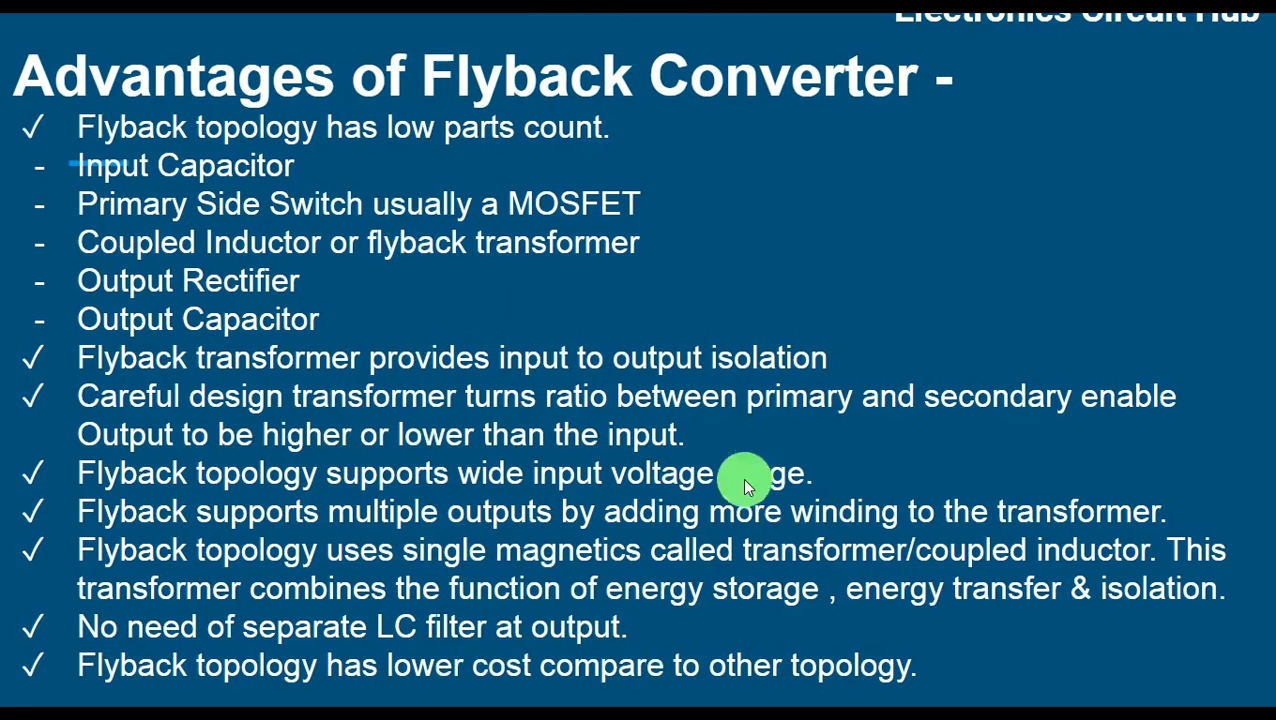 Electronics Circuit Hub
Advantages of Flyback Converter -
✓ Flyback topology has low parts count.
- Input Capacitor
- Primary Side Switch usually a MOSFET
- Coupled Inductor or flyback transformer
- Output Rectifier
- Output Capacitor
✓ Flyback transformer provides input to output isolation
✓ Careful design transformer turns ratio between primary and secondary enable
Output to be higher or lower than the input.
✓ Flyback topology supports wide input voltage
✓ Flyback supports multiple outputs by adding more winding to the transformer.
✓ Flyback topology uses single magnetics called transformer/coupled inductor. This
transformer combines the function of energy storage , energy transfer & isolation.
✓ No need of separate LC filter at output.
✓ Flyback topology has lower cost compare to other topology.